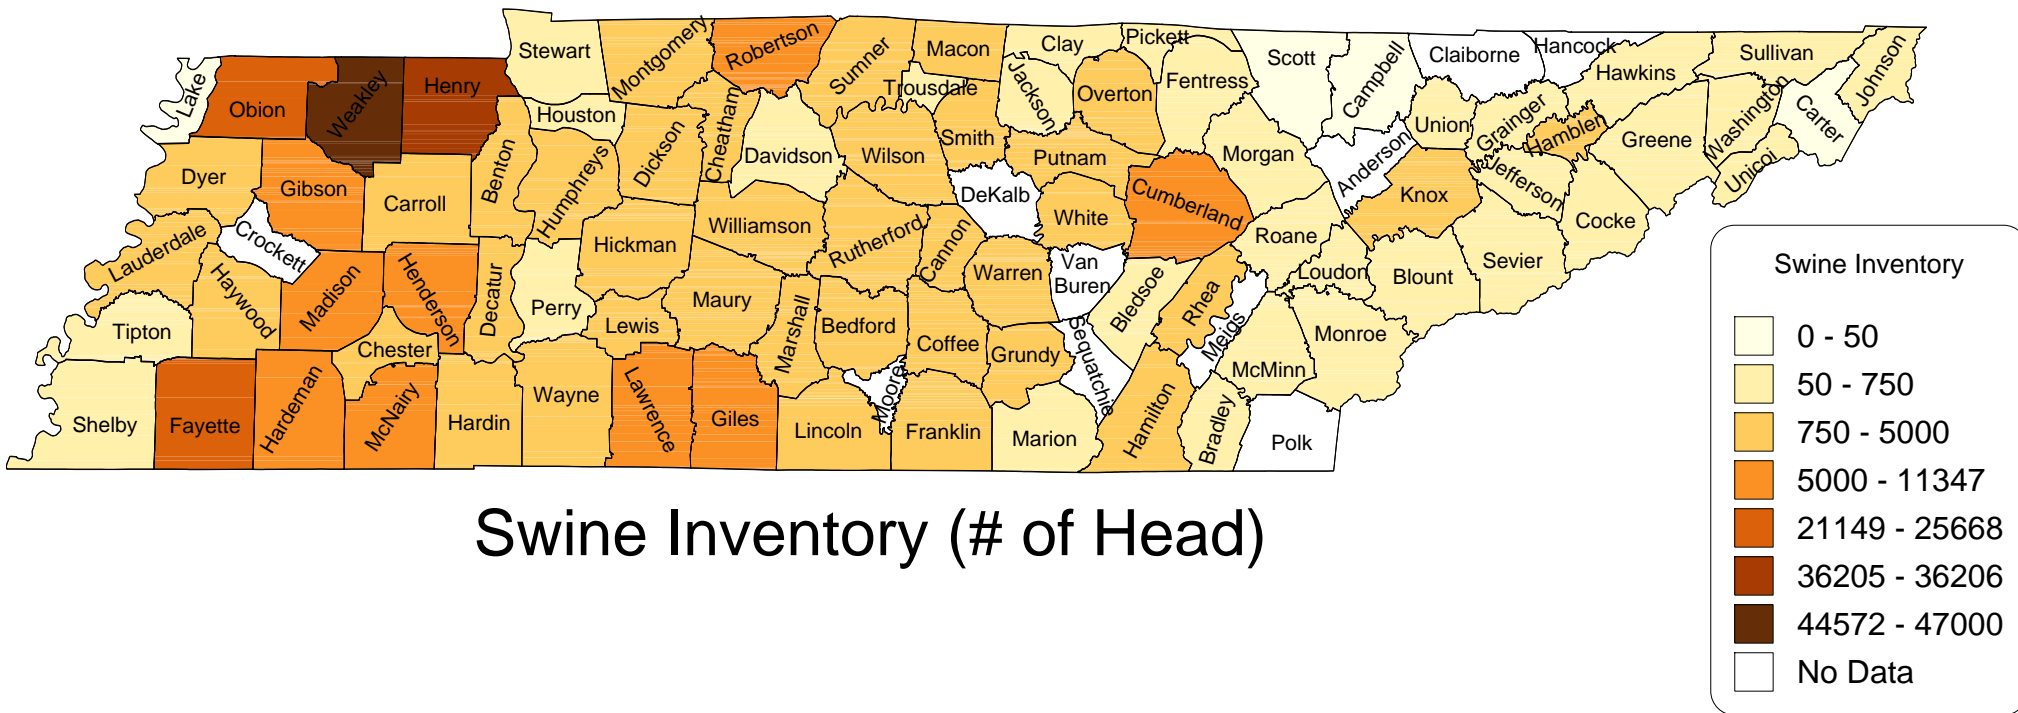 Stewart
Montgomery
Robertson
Sumner
Macon
Clay
Pickett
Scott
Campbell
Claiborne
Hancock
Hawkins
Sullivan
Johnson
Lake
Obion
Weakley
Henry
Houston
Trousdale
Jackson
Overton
Fentress
Union
Grainger
Hamblen
Greene
Washington
Carter
Unicoi
Dyer
Gibson
Carroll
Benton
Humphreys
Dickson
Cheatham
Davidson
Wilson
Smith
Putnam
Morgan
Anderson
Knox
Jefferson
Cocke
Lauderdale
Crockett
Haywood
Madison
Henderson
Decatur
Perry
Hickman
Williamson
Rutherford
Cannon
DeKalb
White
Cumberland
Roane
Loudon
Blount
Sevier
Tipton
Chester
Lewis
Maury
Marshall
Bedford
Coffee
Warren
Grundy
Van
Buren
Sequatchie
Bledsoe
Rhea
Meigs
McMinn
Monroe
Shelby
Fayette
Hardeman
McNairy
Hardin
Wayne
Lawrence
Giles
Lincoln
Moore
Franklin
Marion
Hamilton
Bradley
Polk
Swine Inventory (# of Head)
Swine Inventory
0 - 50
50 - 750
750 - 5000
5000 - 11347
21149 - 25668
36205 - 36206
44572 - 47000
No Data